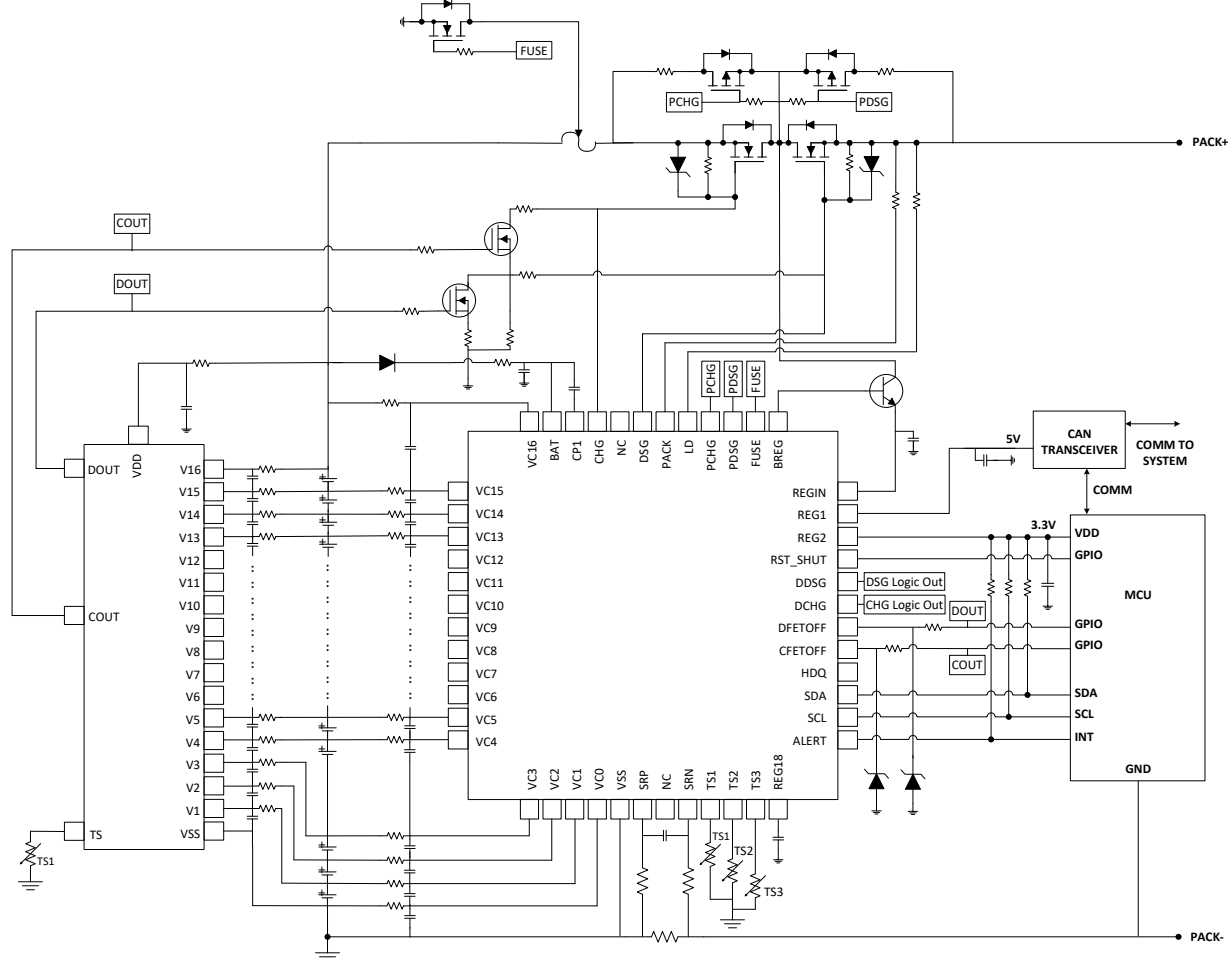 FUSE
PCHG
PDSG
PACK+
COUT
DOUT
PCHG
PDSG
FUSE
VDD
VC16
BAT
CP1
CHG
NC
DSG
PACK
LD
PCHG
PDSG
FUSE
BREG
5V
CAN
TRANSCEIVER
COMM TO
SYSTEM
COMM
DOUT
COUT
TS
TS1
V16
V15
V14
V13
V12
V11
V10
V9
V8
V7
V6
V5
V4
V3
V2
V1
VSS
VC15
VC14
VC13
VC12
VC11
VC10
VC9
VC8
VC7
VC6
VC5
VC4
REGIN
REG1
REG2
RST_SHUT
DDSG
DCHG
DFETOFF
CFETOFF
HDQ
SDA
SCL
ALERT
DSG Logic Out
CHG Logic Out
DOUT
COUT
3.3V
VDD
GPIO
MCU
GPIO
GPIO
SDA
SCL
INT
GND
VC3
VC2
VC1
VC0
VSS
SRP
NC
SRN
TS1
TS2
TS3
REG18
TS1
TS2
TS3
PACK-